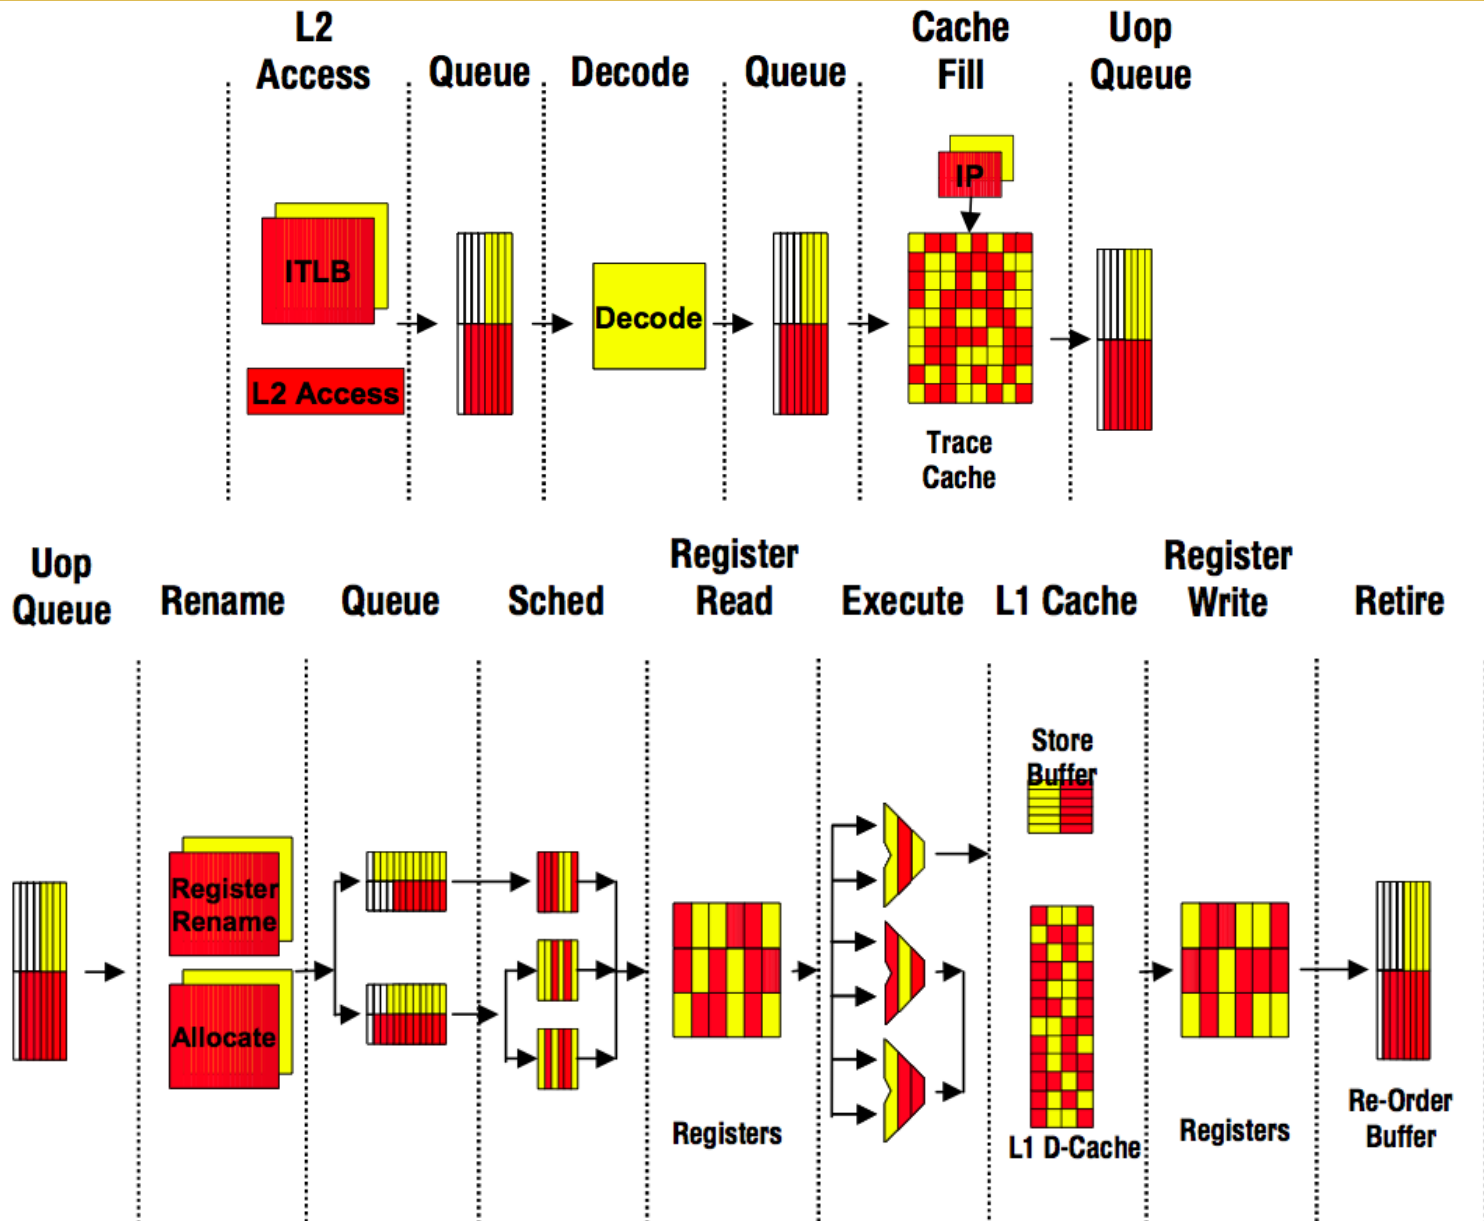 L2
Access
Queue
Decode
Queue
Cache
Fill
Uop
Queue
IP
ITLB
Decode
L2 Access
Trace
Cache
Uop
Queue
Rename
Queue
Sched
Register
Read
Execute
L1 Cache
Register
Write
Retire
Store
Buffer
Register
Rename
Allocate
Registers
L1 D-Cache
Registers
Re-Order
Buffer